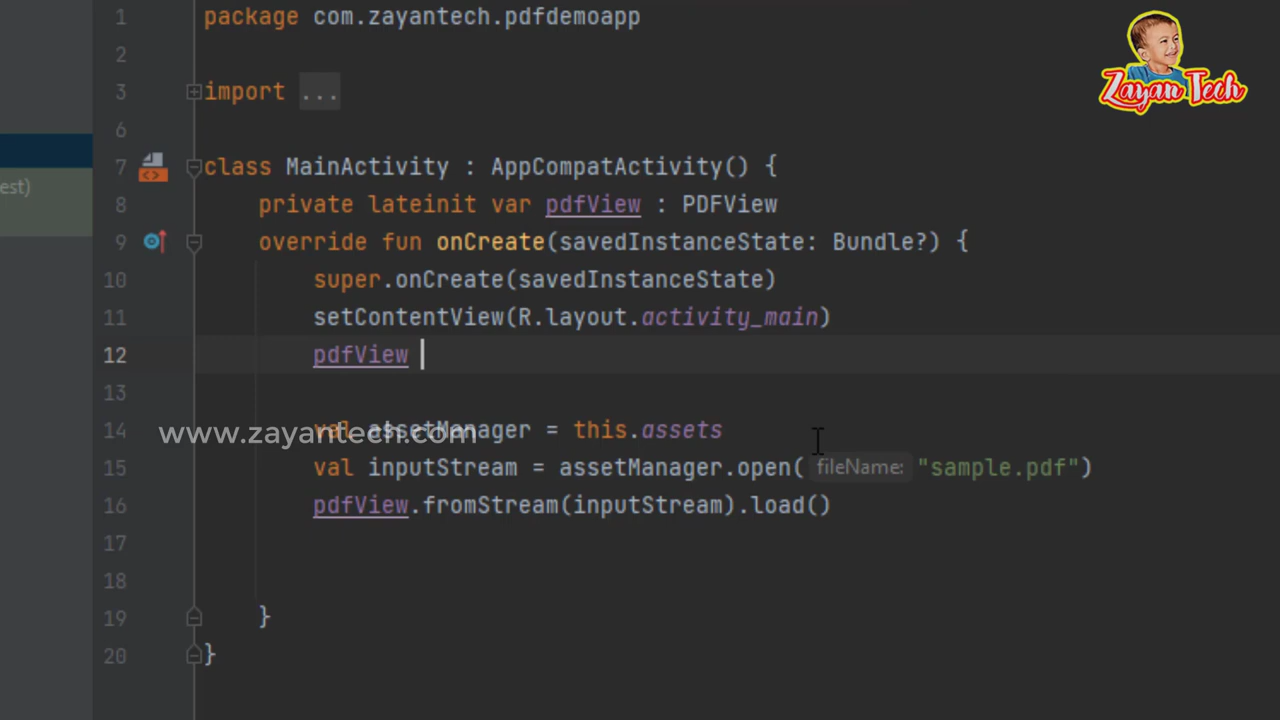 1 package com.zayantech.pdfdemoapp
2
3 import ...
6
7 class MainActivity : AppCompatActivity() {
8 private lateinit var pdfView : PDFView
9 override fun onCreate(savedInstanceState: Bundle?) {
10 super.onCreate(savedInstanceState)
11 setContentView(R.layout.activity_main)
12 pdfView
13
14 val assetManager = this.assets
15 val inputStream = assetManager.open( fileName: "sample.pdf")
16 pdfView.fromStream(inputStream).load()
17
18
19 }
20 }
est)
Zayan Tech
www.zayantech.com